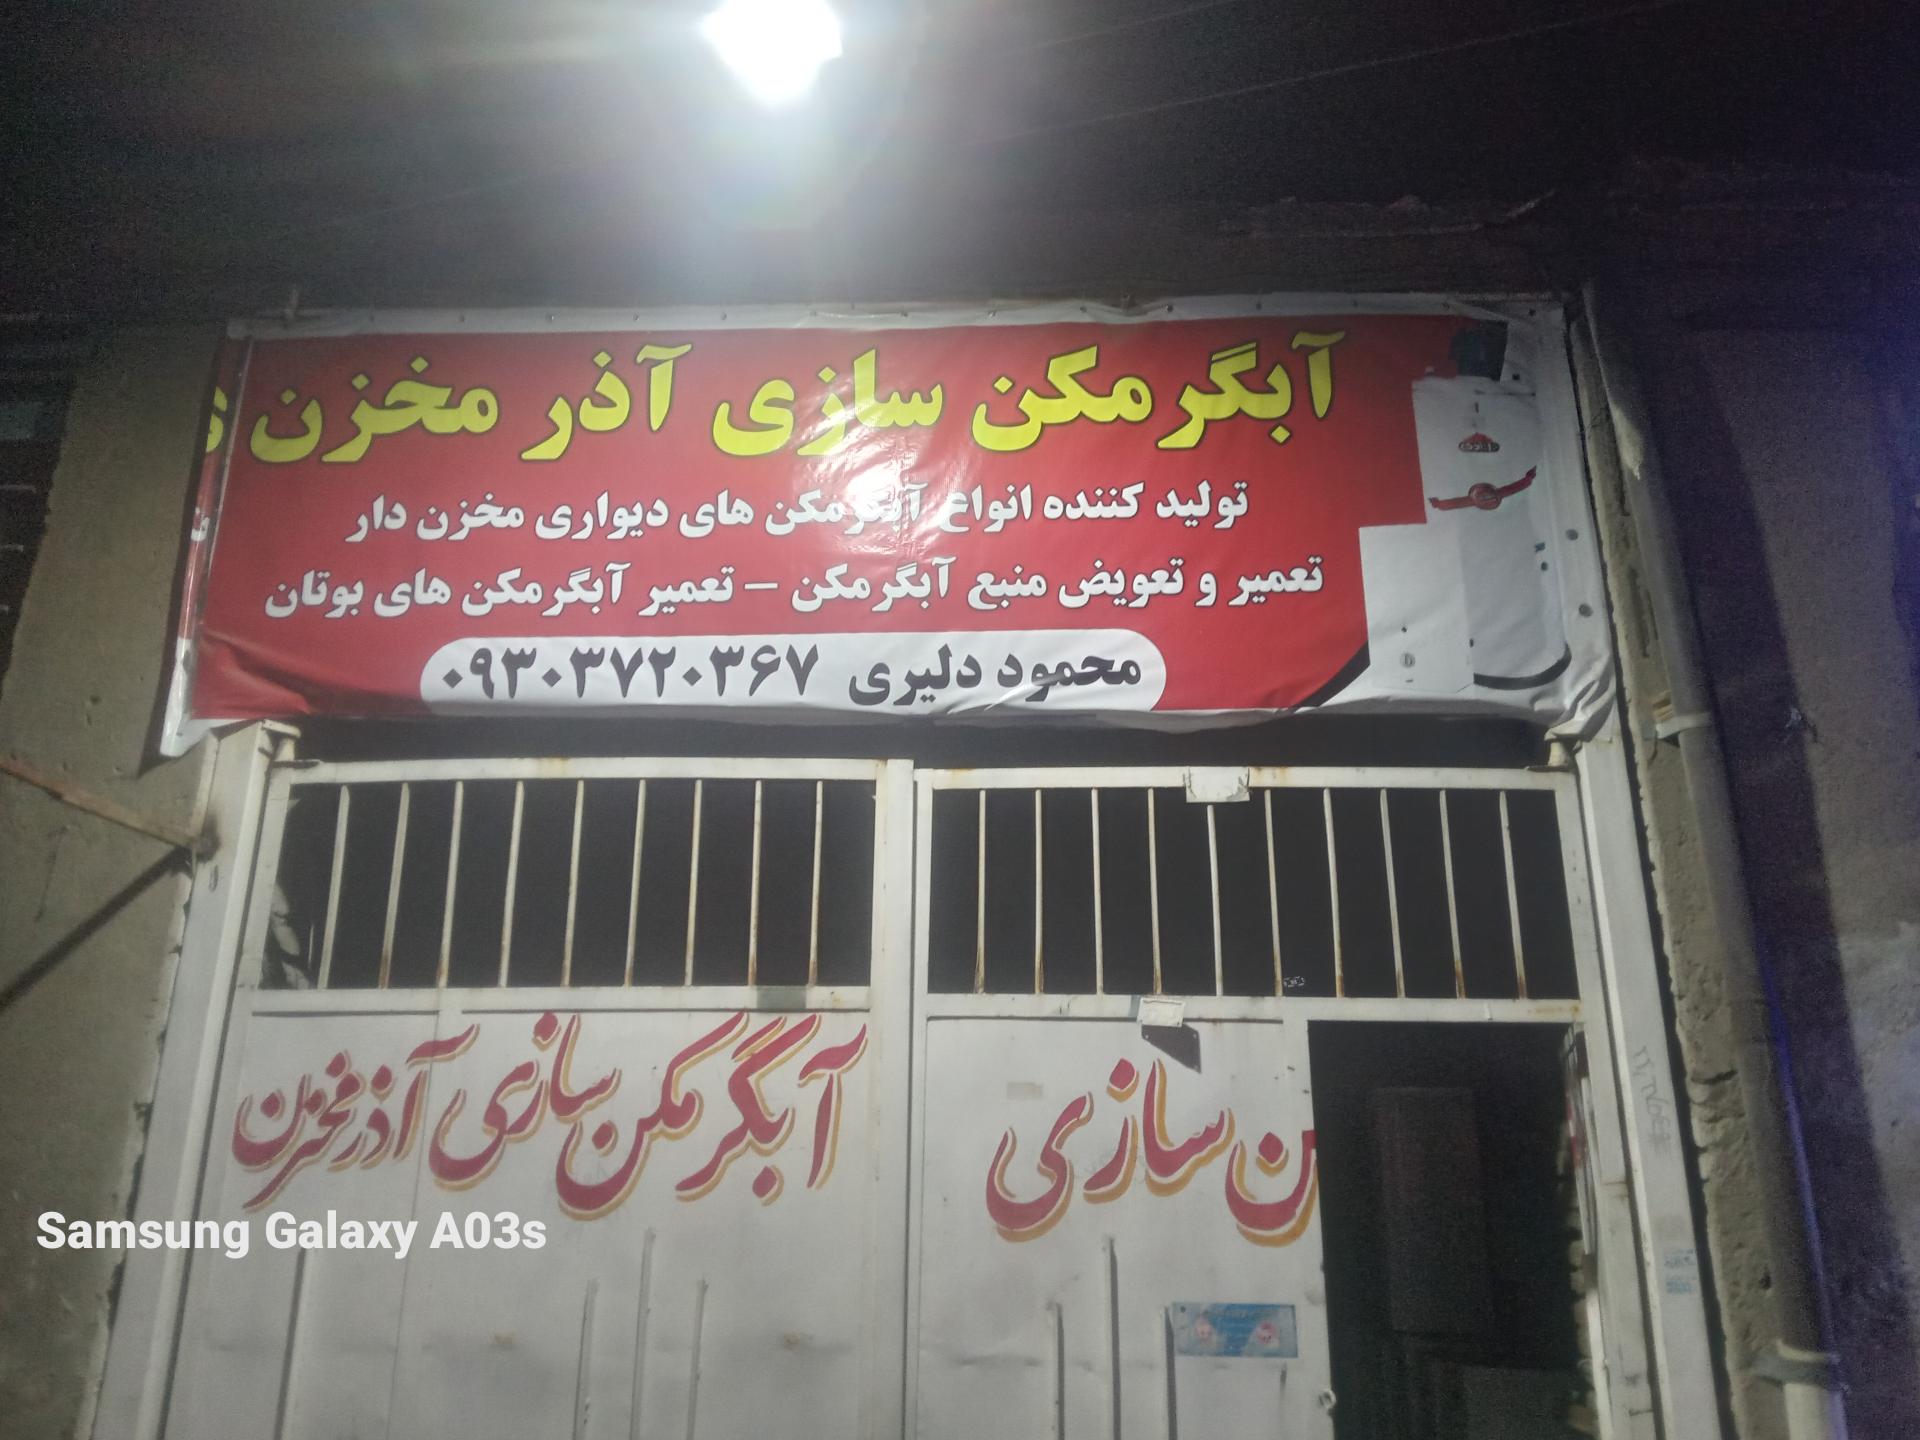 آبگرمکن سازی آذر مخزن
تولید کننده انواع آبگرمکن های دیواری مخزن دار
تعمیر و تعویض منبع آبگرمکن – تعمیر آبگرمکن های بوتان
محمود دلیری ۰۹۳۰۳۷۲۰۳۶۷
ن سازی
آبگرمکن سازی آذر مخزن
Samsung Galaxy A03s